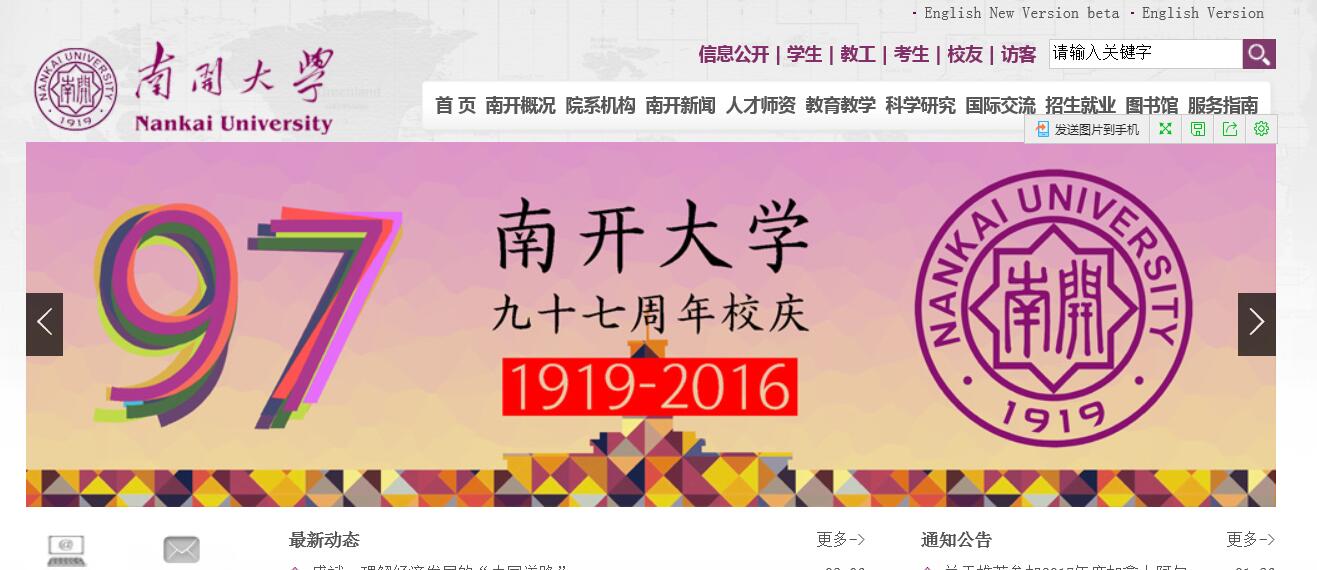 · English New Version beta · English Version
信息公开 | 学生 | 教工 | 考生 | 校友 | 访客
请输入关键字
NANKAI UNIVERSITY
南開
1919
南開大學
Nankai University
首 页 南开概况 院系机构 南开新闻 人才师资 教育教学 科学研究 国际交流 招生就业 图书馆 服务指南
发送图片到手机
97
南开大学
九十七周年校庆
1919-2016
NANKAI UNIVERSITY
南開
1919
最新动态
更多->
通知公告
更多->